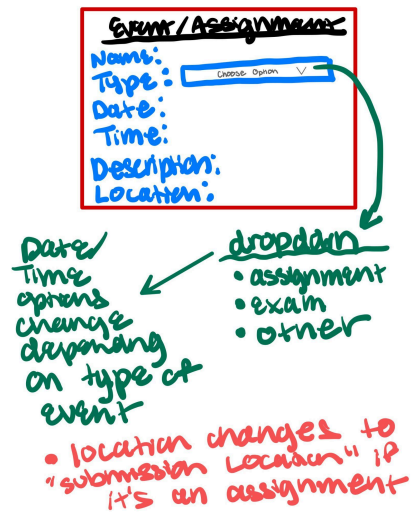 Event/Assignment
Name:
Type:
Choose Option
Date:
Time:
Description:
Location:
dropdown
• assignment
• exam
• other
Date/
Time
options
change
depending
on type of
event
• location changes to
"submission Location" if
it's an assignment